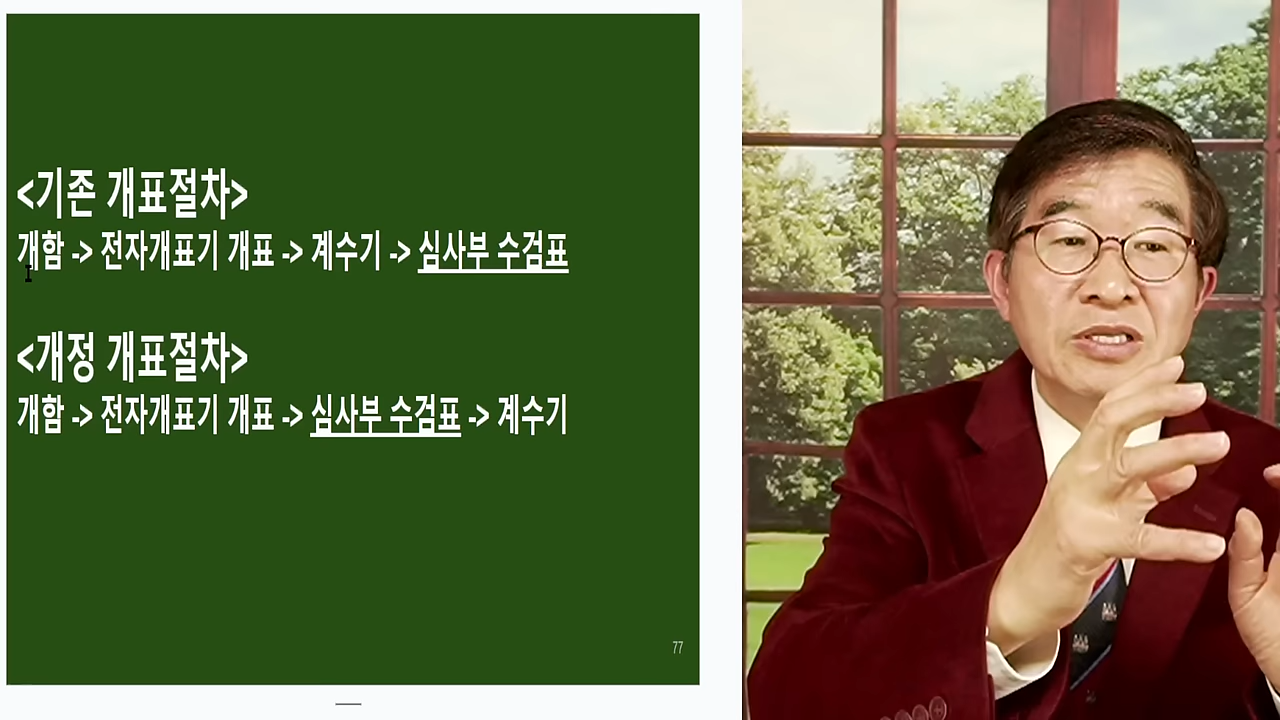 <기존 개표절차>
개함 -> 전자개표기 개표 -> 계수기 -> 심사부 수검표
<개정 개표절차>
개함 -> 전자개표기 개표 -> 심사부 수검표 -> 계수기
77